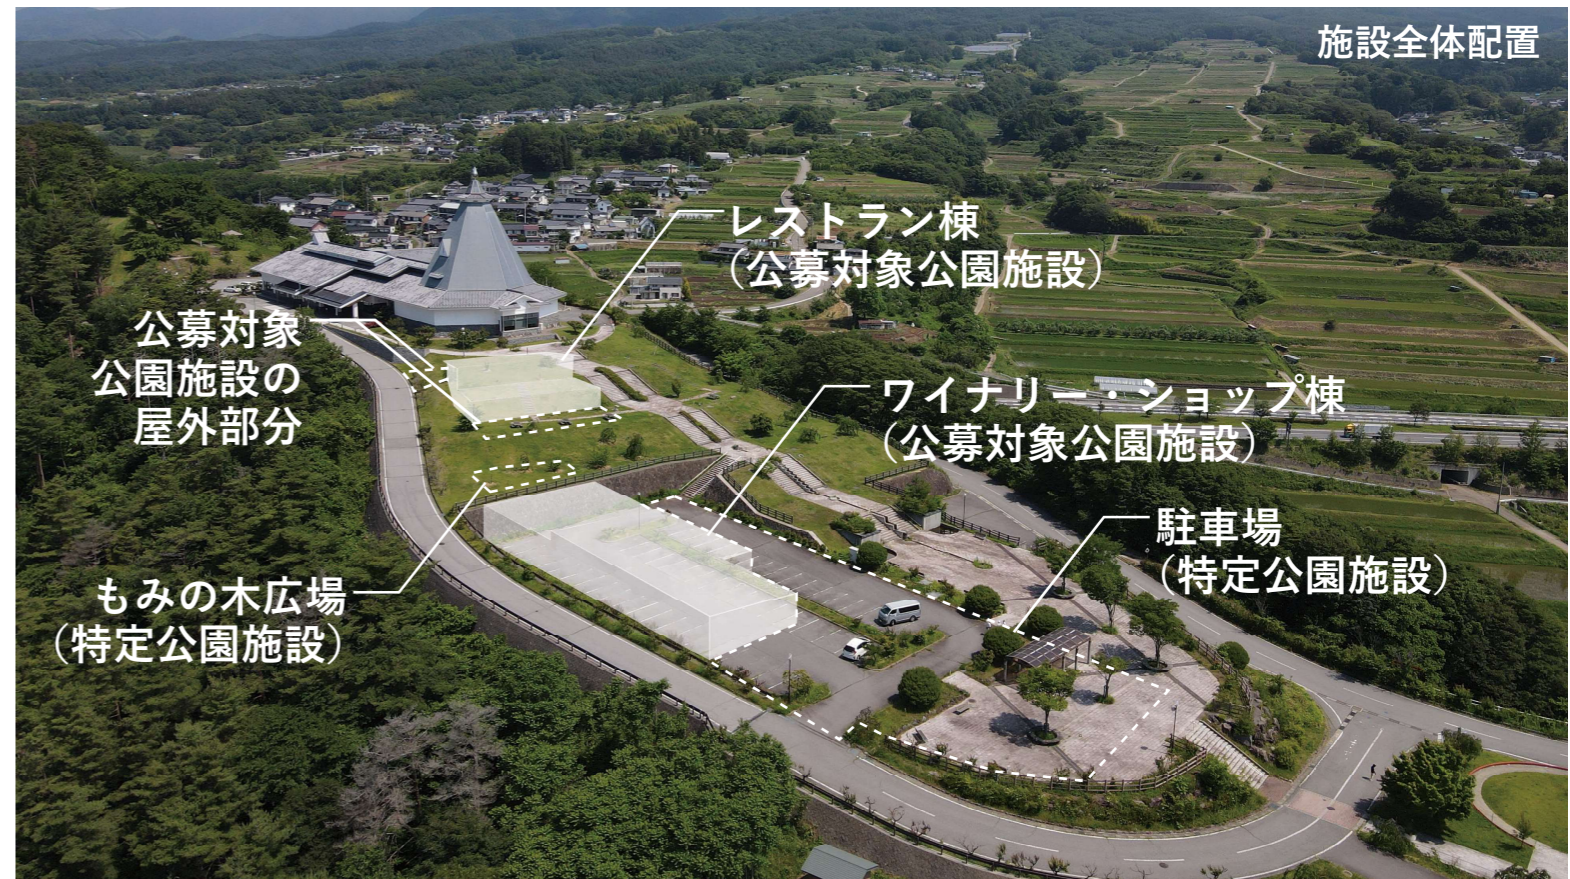 施設全体配置
レストラン棟
（公募対象公園施設）
公募対象
公園施設の
屋外部分
ワイナリー・ショップ棟
（公募対象公園施設）
駐車場
（特定公園施設）
もみの木広場
（特定公園施設）